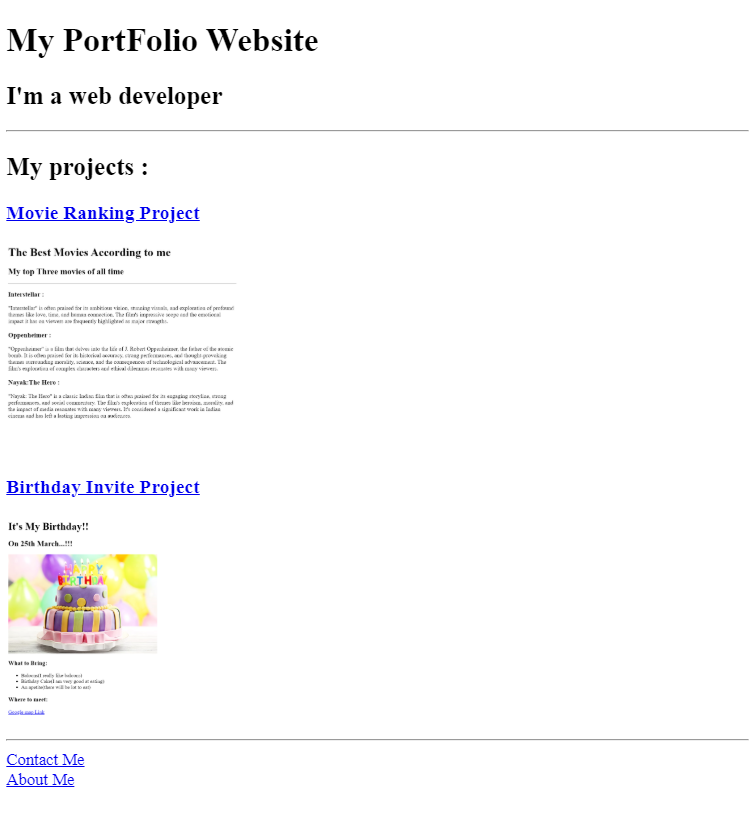 My PortFolio Website
I'm a web developer
My projects :
Movie Ranking Project
The Best Movies According to me
My top Three movies of all time
Interstellar :
"Interstellar" is often praised for its ambitious vision, stunning visuals, and exploration of profound
themes like love, time, and human connection. The film's impressive scope and the emotional
impact it has on viewers are frequently highlighted as major strengths.
Oppenheimer :
"Oppenheimer" is a film that delves into the life of J. Robert Oppenheimer, the father of the atomic
bomb. It is often praised for its historical accuracy, strong performances, and thought-provoking
themes surrounding morality, science, and the consequences of technological advancement. The
film's exploration of complex characters and ethical dilemmas resonates with many viewers.
Nayak:The Hero :
"Nayak: The Hero" is a classic Indian film that is often praised for its engaging storyline, strong
performances, and social commentary. The film's exploration of themes like heroism, morality, and
the impact of media resonates with many viewers. It's considered a significant work in Indian
cinema and has left a lasting impression on audiences.
Birthday Invite Project
It's My Birthday!!
On 25th March...!!!
HAPPY
BIRTHDAY
What to Bring:
Baloons(I really like baloons)
Birthday Cake(I am very good at eating)
An apetite(there will be lot to eat)
Where to meet:
Google map Link
Contact Me
About Me